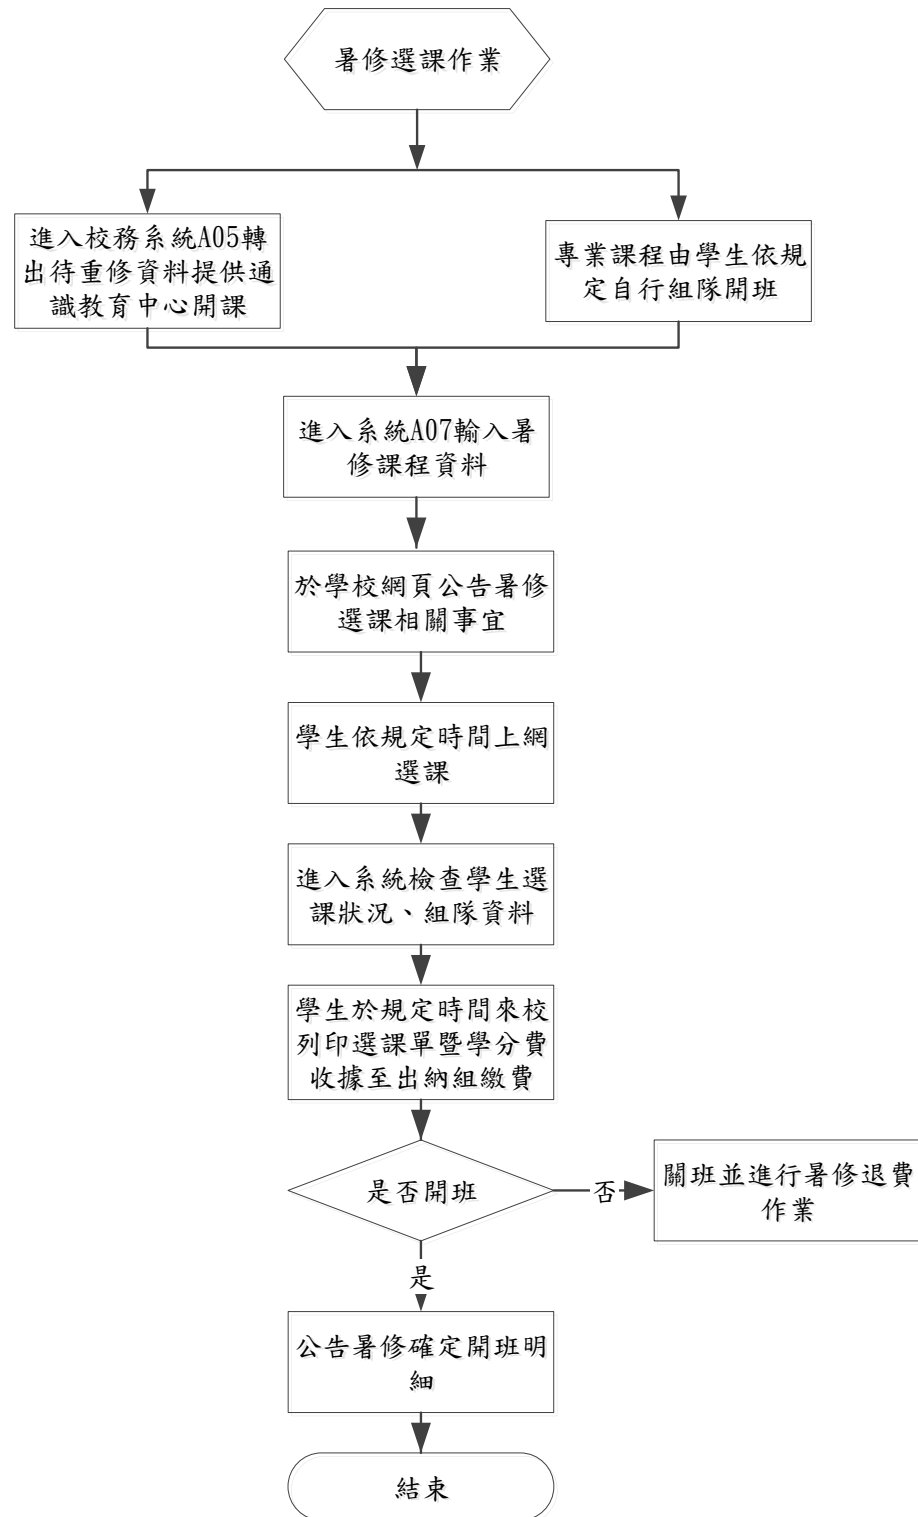 暑修選課作業
進入校務系統A05轉
出待重修資料提供通
識教育中心開課
專業課程由學生依規
定自行組隊開班
進入系統A07輸入暑
修課程資料
於學校網頁公告暑修
選課相關事宜
學生依規定時間上網
選課
進入系統檢查學生選
課狀況、組隊資料
學生於規定時間來校
列印選課單暨學分費
收據至出納組繳費
是否開班
否
關班並進行暑修退費
作業
是
公告暑修確定開班明
細
結束